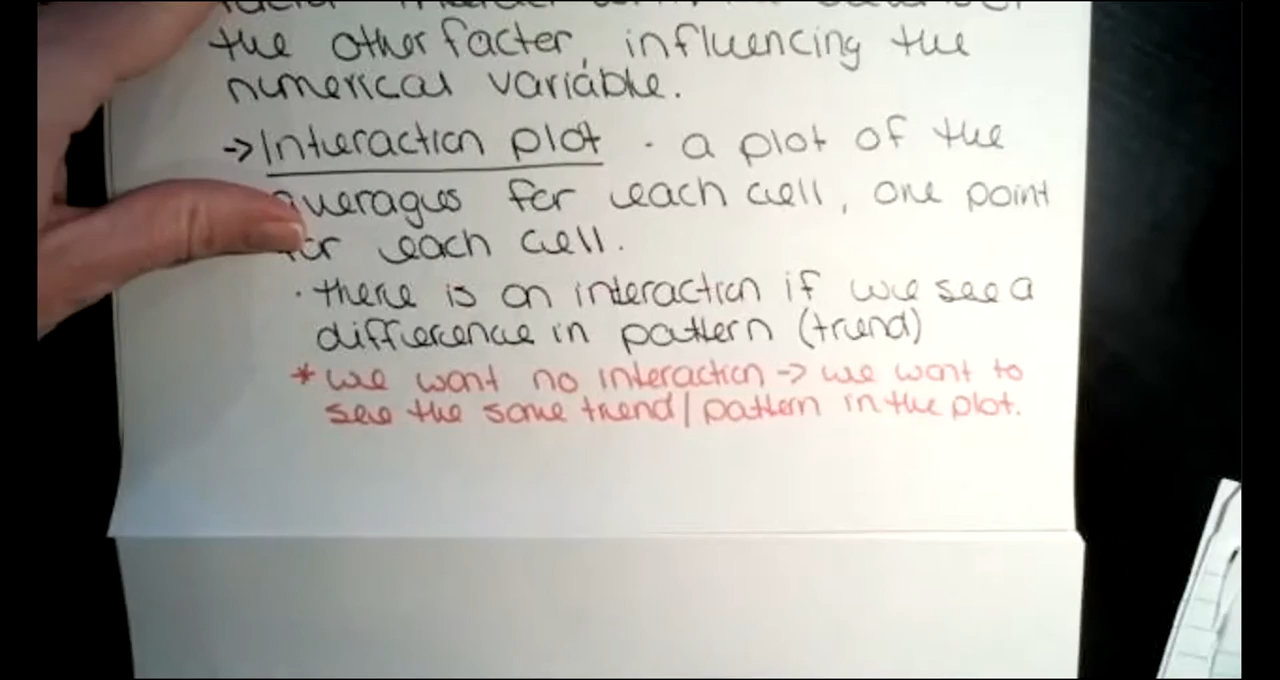 the other facter, influencing the
numerical variable.
→ Interaction plot · a plot of the
averages for each cell, one point
for each cell.
· there is an interaction if we see a
difference in pattern (trend)
* we want no interaction -> we want to
see the same trend/pattern in the plot.